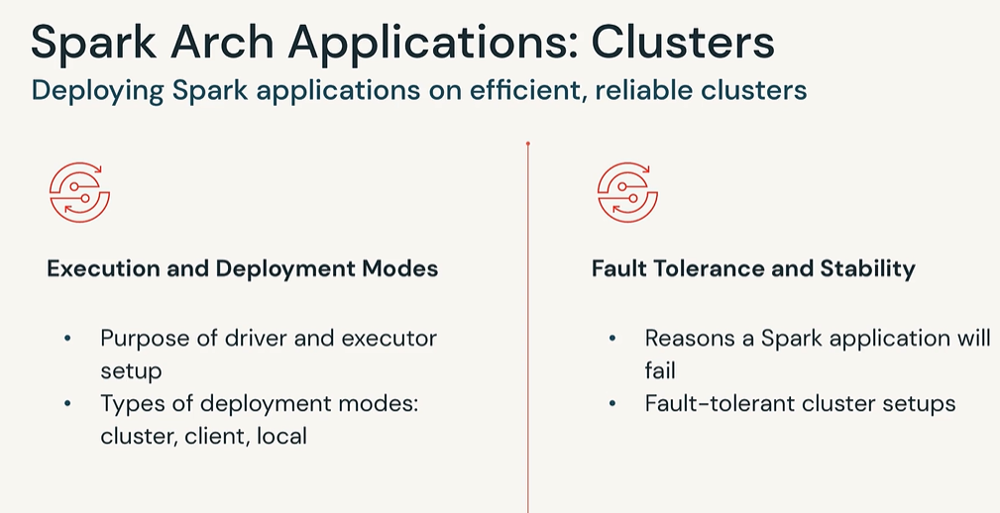 Spark Arch Applications: Clusters
Deploying Spark applications on efficient, reliable clusters
Execution and Deployment Modes
• Purpose of driver and executor
setup
• Types of deployment modes:
cluster, client, local
Fault Tolerance and Stability
• Reasons a Spark application will
fail
• Fault-tolerant cluster setups